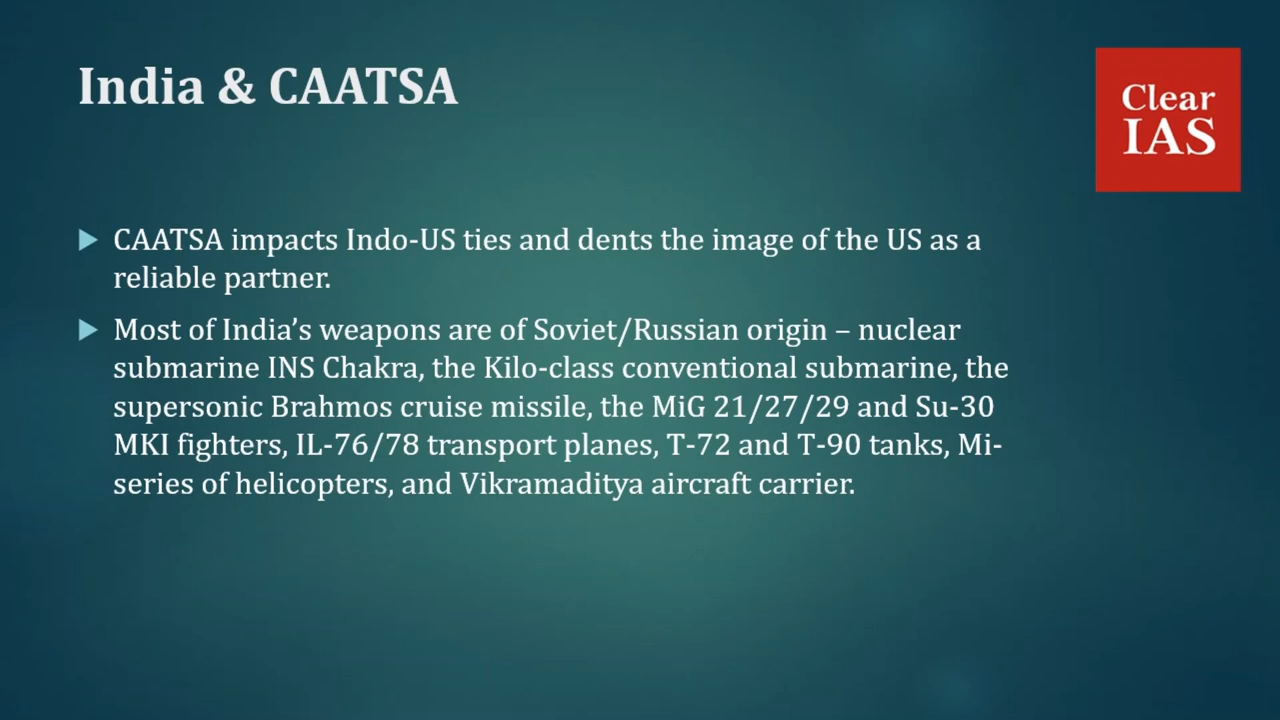 India & CAATSA
Clear
IAS
CAATSA impacts Indo-US ties and dents the image of the US as a
reliable partner.
Most of India’s weapons are of Soviet/Russian origin – nuclear
submarine INS Chakra, the Kilo-class conventional submarine, the
supersonic Brahmos cruise missile, the MiG 21/27/29 and Su-30
MKI fighters, IL-76/78 transport planes, T-72 and T-90 tanks, Mi-
series of helicopters, and Vikramaditya aircraft carrier.